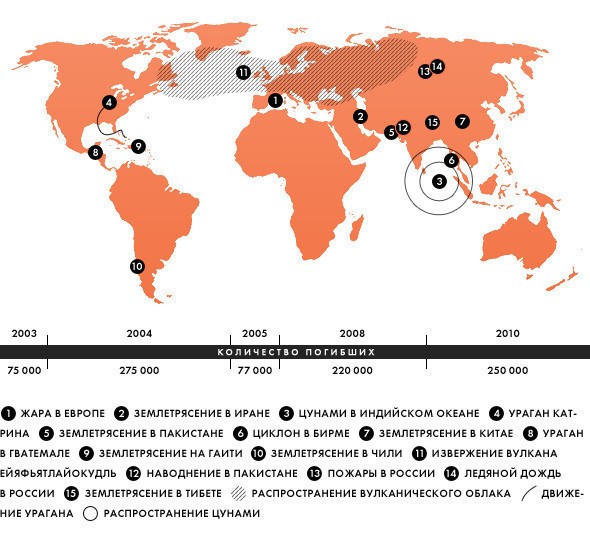 11
14
13
4
1
2
5
12
15
7
9
8
6
3
10
2003 2004 2005 2008 2010
КОЛИЧЕСТВО ПОГИБШИХ
75 000 275 000 77 000 220 000 250 000
1 ЖАРА В ЕВРОПЕ 2 ЗЕМЛЕТРЯСЕНИЕ В ИРАНЕ 3 ЦУНАМИ В ИНДИЙСКОМ ОКЕАНЕ 4 УРАГАН КАТ-
РИНА 5 ЗЕМЛЕТРЯСЕНИЕ В ПАКИСТАНЕ 6 ЦИКЛОН В БИРМЕ 7 ЗЕМЛЕТРЯСЕНИЕ В КИТАЕ 8 УРАГАН
В ГВАТЕМАЛЕ 9 ЗЕМЛЕТРЯСЕНИЕ НА ГАИТИ 10 ЗЕМЛЕТРЯСЕНИЕ В ЧИЛИ 11 ИЗВЕРЖЕНИЕ ВУЛКАНА
ЕЙЯФЬЯТЛАЙОКУДЛЬ 12 НАВОДНЕНИЕ В ПАКИСТАНЕ 13 ПОЖАРЫ В РОССИИ 14 ЛЕДЯНОЙ ДОЖДЬ
В РОССИИ 15 ЗЕМЛЕТРЯСЕНИЕ В ТИБЕТЕ РАСПРОСТРАНЕНИЕ ВУЛКАНИЧЕСКОГО ОБЛАКА ДВИЖЕ-
НИЕ УРАГАНА РАСПРОСТРАНЕНИЕ ЦУНАМИ